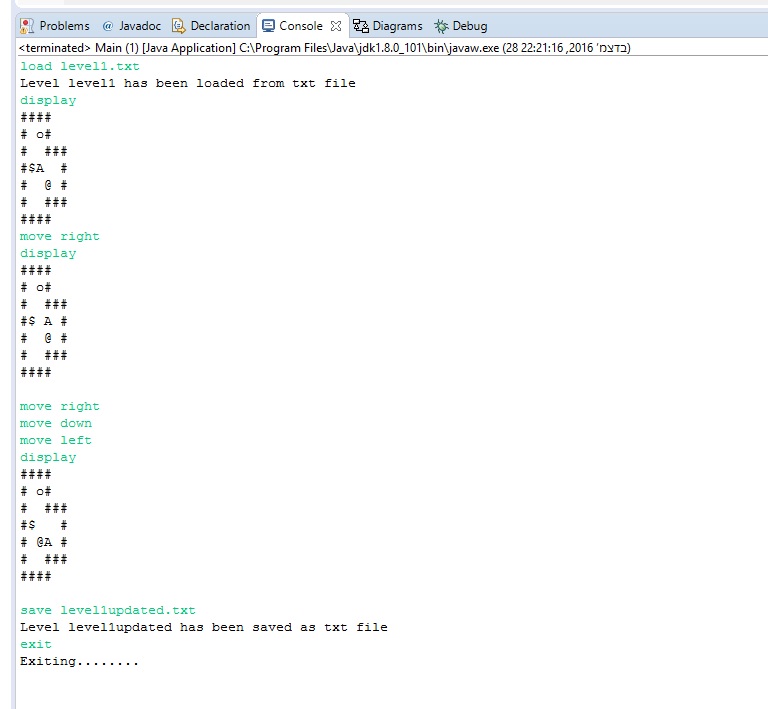 Problems @ Javadoc Declaration Console Diagrams Debug
<terminated> Main (1) [Java Application] C:\Program Files\Java\jdk1.8.0_101\bin\javaw.exe (28 בדצמ' 2016, 22:21:16)
load level1.txt
Level level1 has been loaded from txt file
display
####
# o#
#  ###
#$A  #
#  @ #
#  ###
####
move right
display
####
# o#
#  ###
#$ A #
#  @ #
#  ###
####
move right
move down
move left
display
####
# o#
#  ###
#$   #
# @A #
#  ###
####
save level1updated.txt
Level level1updated has been saved as txt file
exit
Exiting........